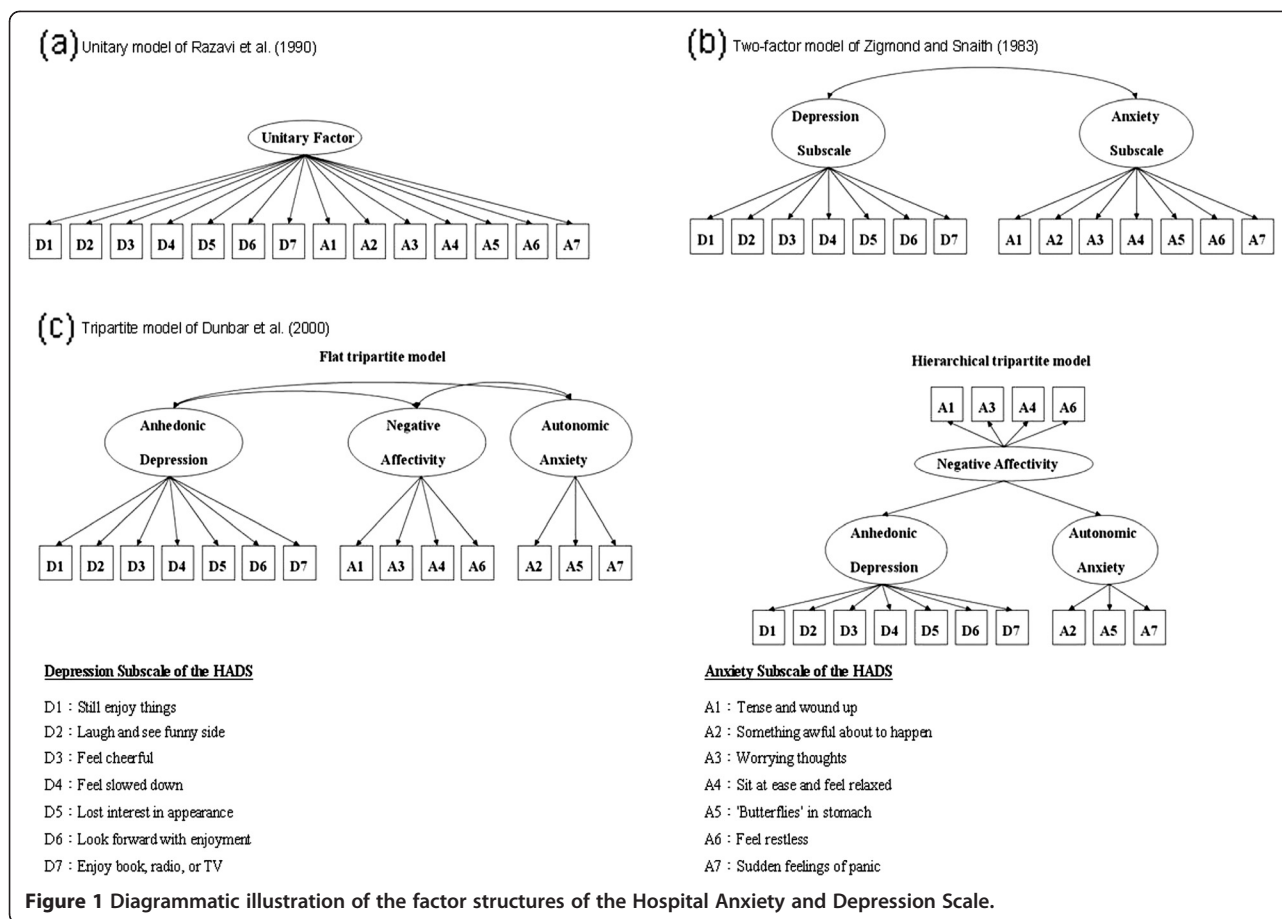 (a) Unitary model of Razavi et al. (1990)
Unitary Factor
D1 D2 D3 D4 D5 D6 D7 A1 A2 A3 A4 A5 A6 A7
(b) Two-factor model of Zigmond and Snaith (1983)
Depression
Subscale
Anxiety
Subscale
D1 D2 D3 D4 D5 D6 D7 A1 A2 A3 A4 A5 A6 A7
(c) Tripartite model of Dunbar et al. (2000)
Flat tripartite model
Anhedonic
Depression
Negative
Affectivity
Autonomic
Anxiety
D1 D2 D3 D4 D5 D6 D7 A1 A3 A4 A6 A2 A5 A7
Hierarchical tripartite model
A1 A3 A4 A6
Negative Affectivity
Anhedonic
Depression
Autonomic
Anxiety
D1 D2 D3 D4 D5 D6 D7 A2 A5 A7
Depression Subscale of the HADS
D1：Still enjoy things
D2：Laugh and see funny side
D3：Feel cheerful
D4：Feel slowed down
D5：Lost interest in appearance
D6：Look forward with enjoyment
D7：Enjoy book, radio, or TV
Anxiety Subscale of the HADS
A1：Tense and wound up
A2：Something awful about to happen
A3：Worrying thoughts
A4：Sit at ease and feel relaxed
A5：'Butterflies' in stomach
A6：Feel restless
A7：Sudden feelings of panic
Figure 1 Diagrammatic illustration of the factor structures of the Hospital Anxiety and Depression Scale.